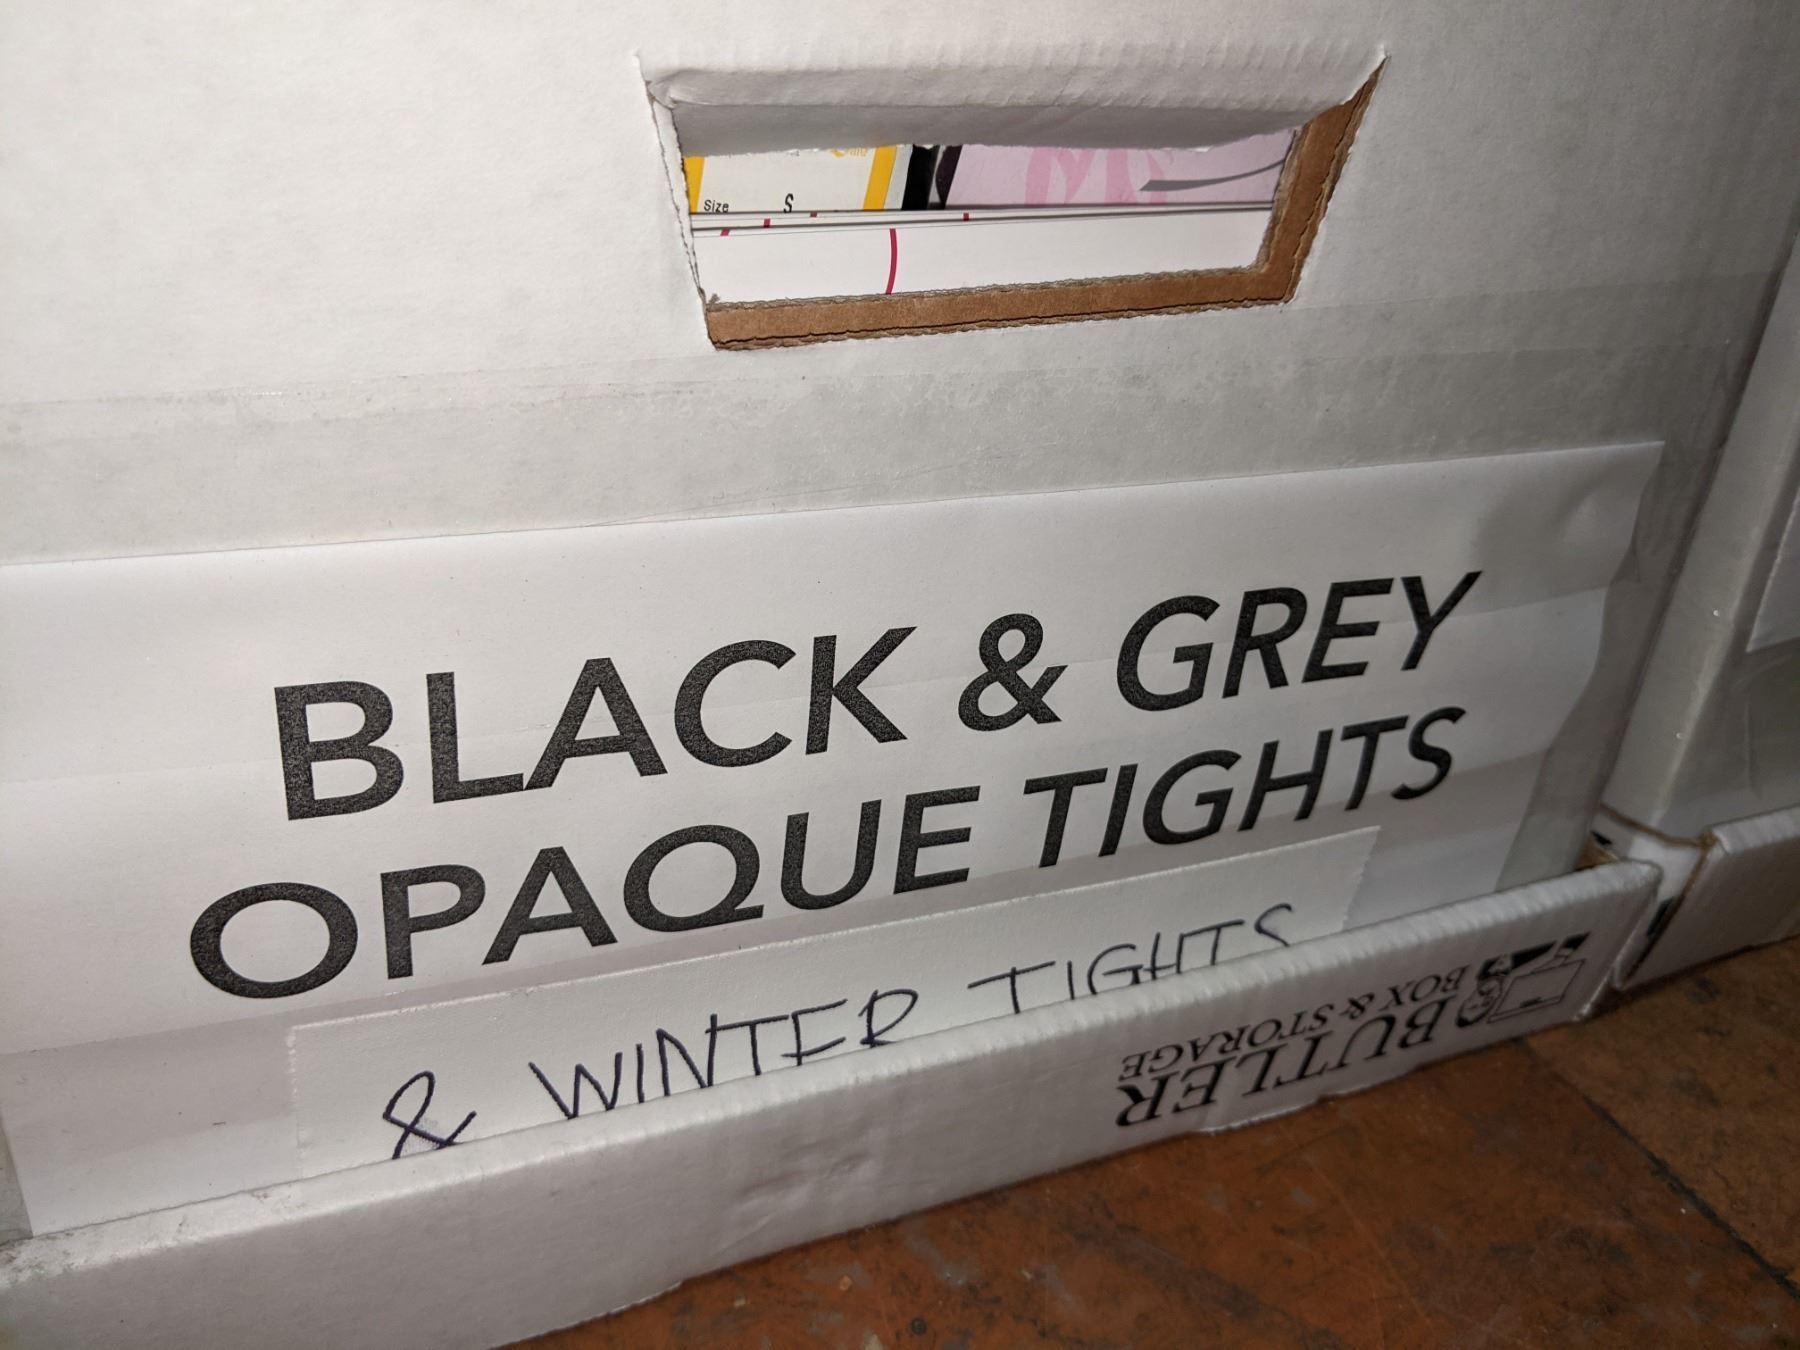 Size S
BLACK & GREY
OPAQUE TIGHTS
& WINTER TIGHTS
BUTLER
BOX & STORAGE